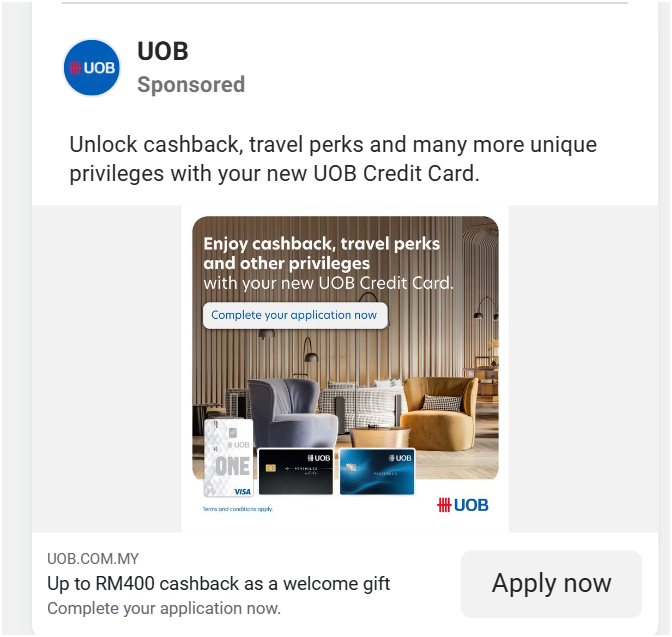 UOB
UOB
Sponsored
Unlock cashback, travel perks and many more unique
privileges with your new UOB Credit Card.
Enjoy cashback, travel perks
and other privileges
with your new UOB Credit Card.
Complete your application now
UOB
ONE
VISA
UOB
UOB
PREFERRED
Terms and conditions apply.
UOB
UOB.COM.MY
Up to RM400 cashback as a welcome gift
Complete your application now.
Apply now